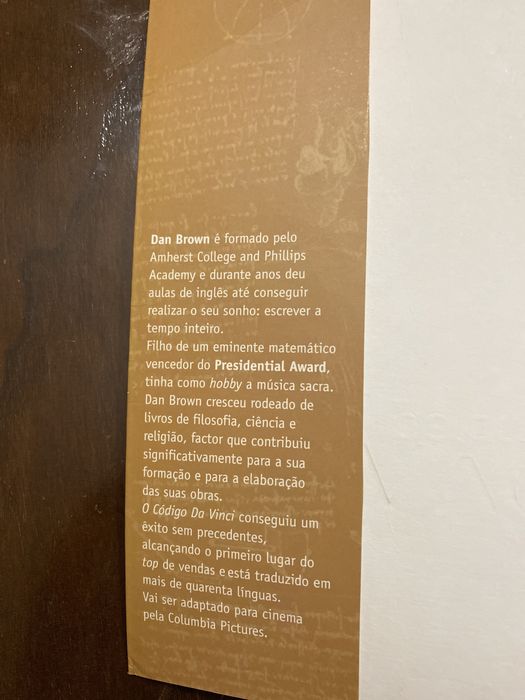 Dan Brown é formado pelo
Amherst College and Phillips
Academy e durante anos deu
aulas de inglês até conseguir
realizar o seu sonho: escrever a
tempo inteiro.
Filho de um eminente matemático
vencedor do Presidential Award,
tinha como hobby a música sacra.
Dan Brown cresceu rodeado de
livros de filosofia, ciência e
religião, factor que contribuiu
significativamente para a sua
formação e para a elaboração
das suas obras.
O Código Da Vinci conseguiu um
êxito sem precedentes,
alcançando o primeiro lugar do
top de vendas e está traduzido em
mais de quarenta línguas.
Vai ser adaptado para cinema
pela Columbia Pictures.